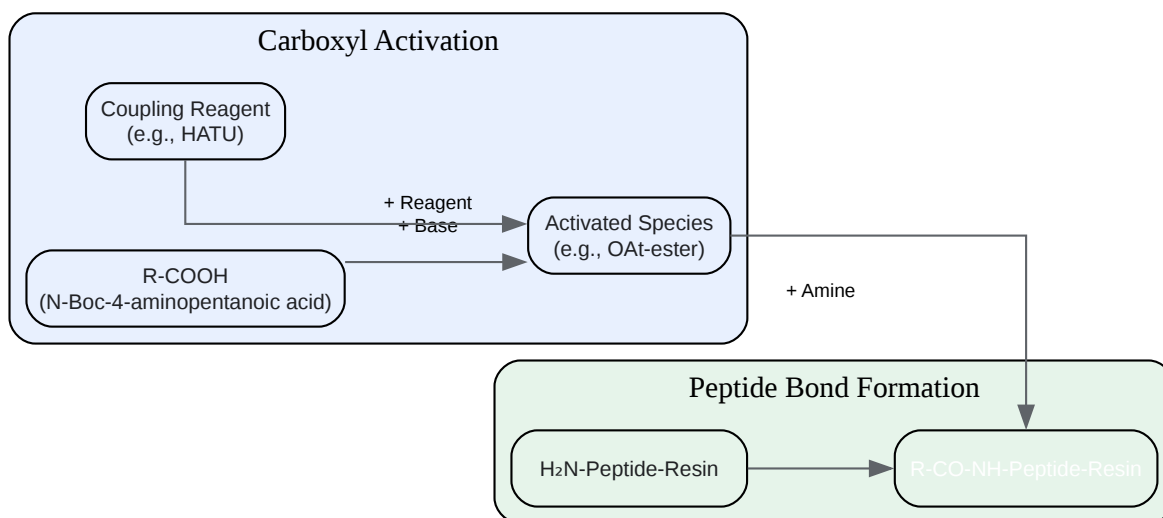 Carboxyl Activation
Coupling Reagent
(e.g., HATU)
+ Reagent
+ Base
Activated Species
(e.g., OAt-ester)
R-COOH
(N-Boc-4-aminopentanoic acid)
+ Amine
Peptide Bond Formation
H₂N-Peptide-Resin
R-CO-NH-Peptide-Resin